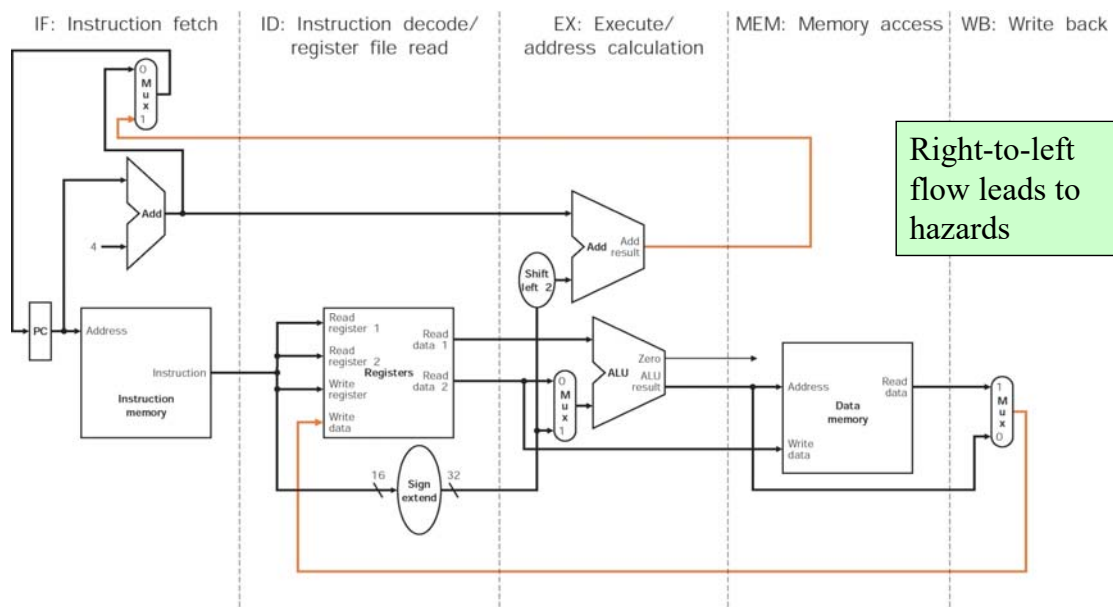 IF: Instruction fetch
ID: Instruction decode/
register file read
EX: Execute/
address calculation
MEM: Memory access
WB: Write back
0
M
u
x
1
Right-to-left
flow leads to
hazards
Add
4
Add
Add
result
Shift
left 2
PC
Address
Instruction
Instruction
memory
Read
register 1
Read
register 2
Write
register
Write
data
Registers
Read
data 1
Read
data 2
0
M
u
x
1
Zero
ALU
ALU
result
Address
Read
data
Data
memory
Write
data
1
M
u
x
0
16
Sign
extend
32